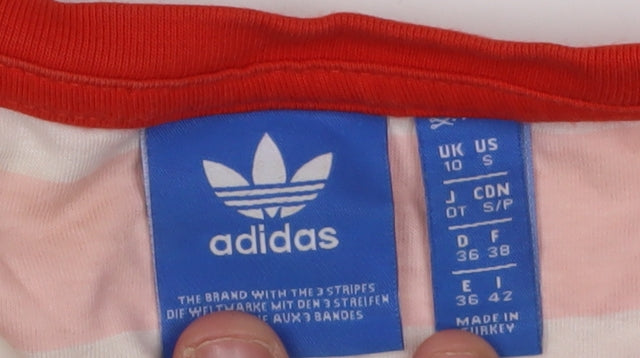 adidas
THE BRAND WITH THE 3 STRIPES
DIE WELTMARKE MIT DEN 3 STREIFEN
AUX 3 BANDES
UK US
10 S
J CDN
OT S/P
D F
36 38
E I
36 42
MADE IN
TURKEY